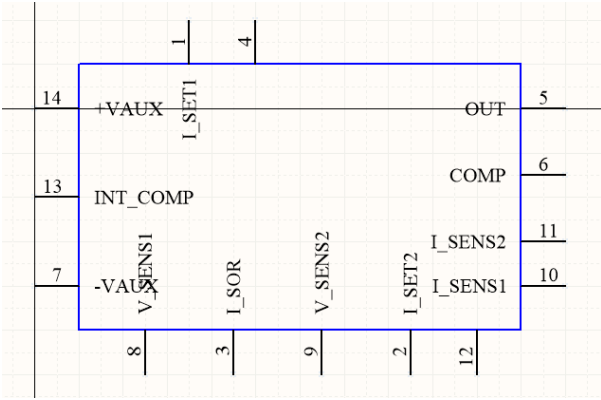 1
4
I_SET1
14
+VAUX
OUT
5
COMP
6
13
INT_COMP
I_SENS2
11
7
-VAUX
I_SENS1
10
V_SENS1
I_SOR
V_SENS2
I_SET2
8
3
9
2
12